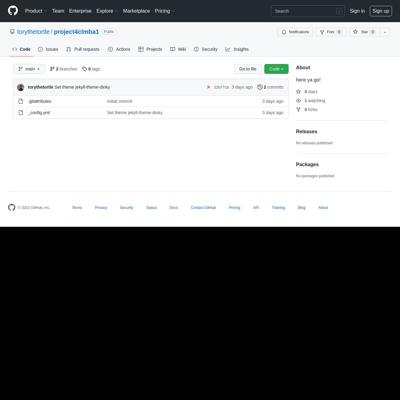 Product Team Enterprise Explore Marketplace Pricing Search / Sign in Sign up
torythetortle / project4clmba1 Public
Notifications Fork 0 Star 0
Code Issues Pull requests Actions Projects Wiki Security Insights
main 2 branches 0 tags Go to file Code
About
here ya go!
torythetortle Set theme jekyll-theme-dinky 3 days ago 2 commits
.gitattributes Initial commit 3 days ago
_config.yml Set theme jekyll-theme-dinky 3 days ago
0 stars
1 watching
0 forks
Releases
No releases published
Packages
No packages published
© 2022 GitHub, Inc. Terms Privacy Security Status Docs Contact GitHub Pricing API Training Blog About